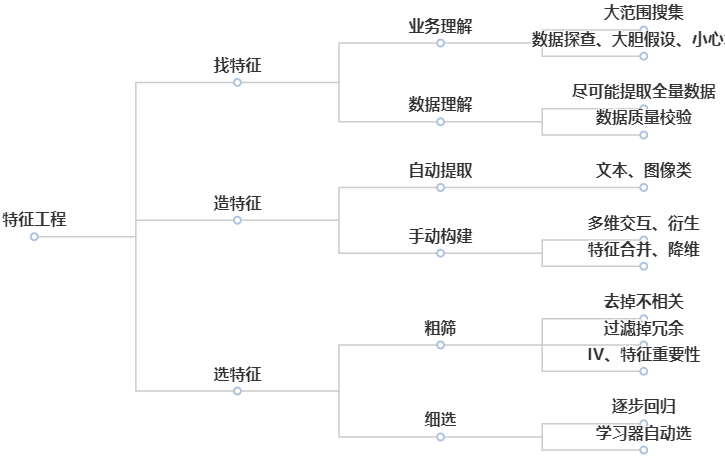 特征工程
找特征
业务理解
大范围搜集
数据探查、大胆假设、小心
数据理解
尽可能提取全量数据
数据质量校验
造特征
自动提取
文本、图像类
手动构建
多维交互、衍生
特征合并、降维
选特征
粗筛
去掉不相关
过滤掉冗余
IV、特征重要性
细选
逐步回归
学习器自动选